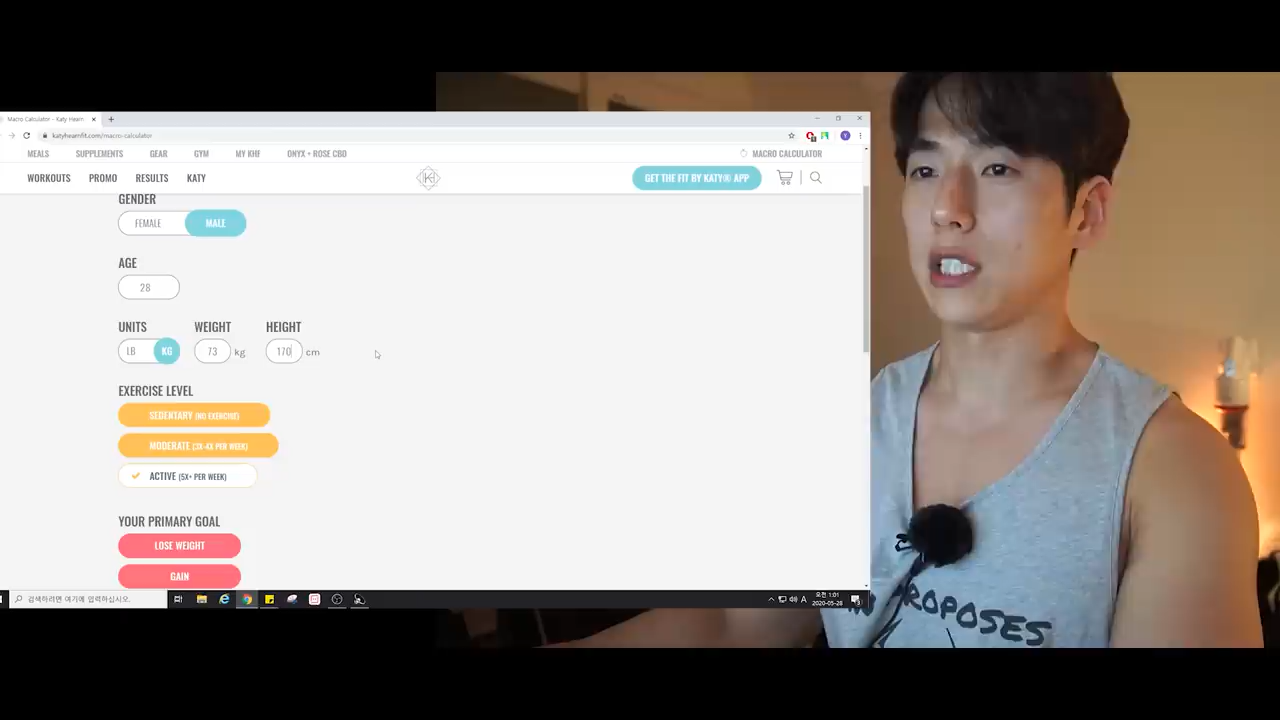 Macro Calculator - Katy Hearn
katyhearnfit.com/macro-calculator
MEALS SUPPLEMENTS GEAR GYM MY KHF ONYX + ROSE CBD MACRO CALCULATOR
WORKOUTS PROMO RESULTS KATY GET THE FIT BY KATY® APP
GENDER
FEMALE MALE
AGE
28
UNITS WEIGHT HEIGHT
LB KG 73 kg 170 cm
EXERCISE LEVEL
SEDENTARY (NO EXERCISE)
MODERATE (3X-4X PER WEEK)
ACTIVE (5X+ PER WEEK)
YOUR PRIMARY GOAL
LOSE WEIGHT
GAIN
검색하려면 여기에 입력하십시오.
A 오전 1:01
2020-05-28
ROPOSES